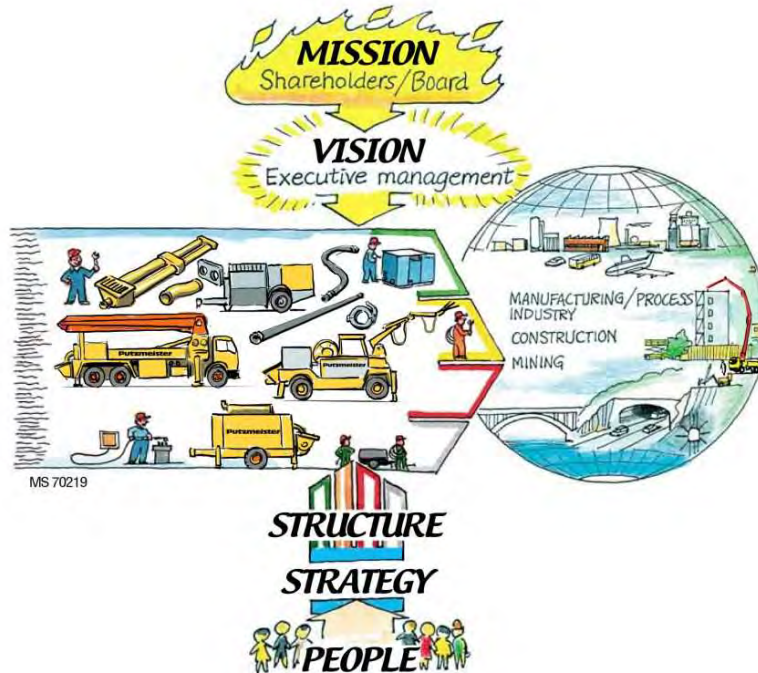 MISSION
Shareholders/Board
VISION
Executive management
Putzmeister
Putzmeister
Putzmeister
MANUFACTURING/PROCESS
INDUSTRY
CONSTRUCTION
MINING
MS 70219
STRUCTURE
STRATEGY
PEOPLE